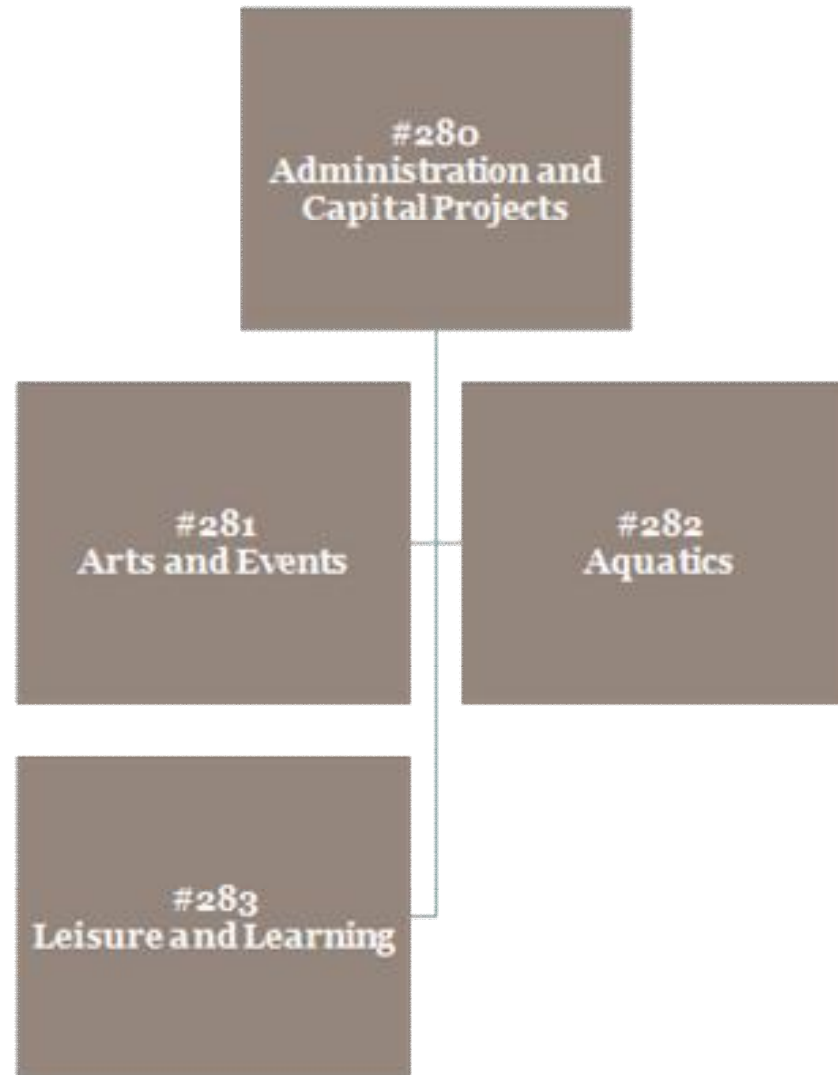 #280
Administration and
Capital Projects
#281
Arts and Events
#282
Aquatics
#283
Leisure and Learning